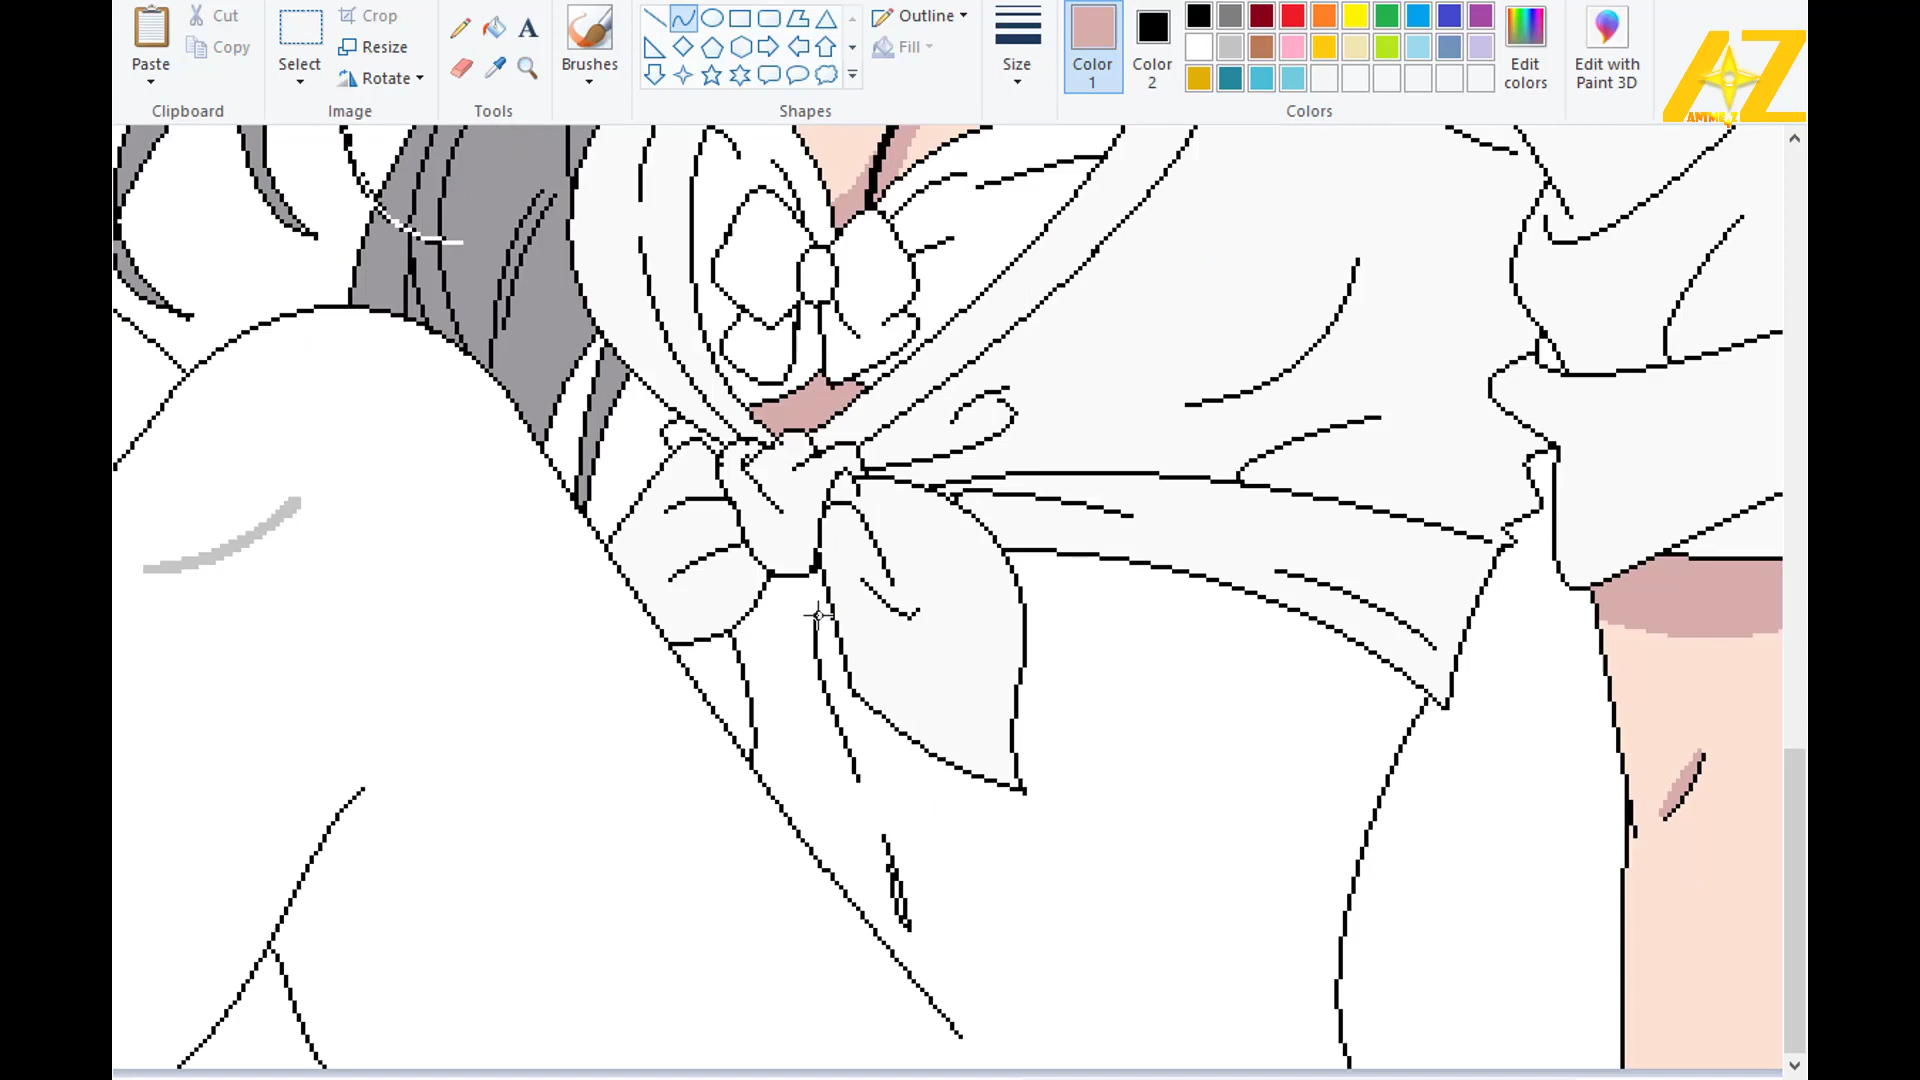 Paste
Cut
Copy
Clipboard
Select
Crop
Resize
Rotate
Image
A
Tools
Brushes
Shapes
Outline
Fill
Size
Color
1
Color
2
Colors
Edit
colors
Edit with
Paint 3D
AZ
ANIME Z